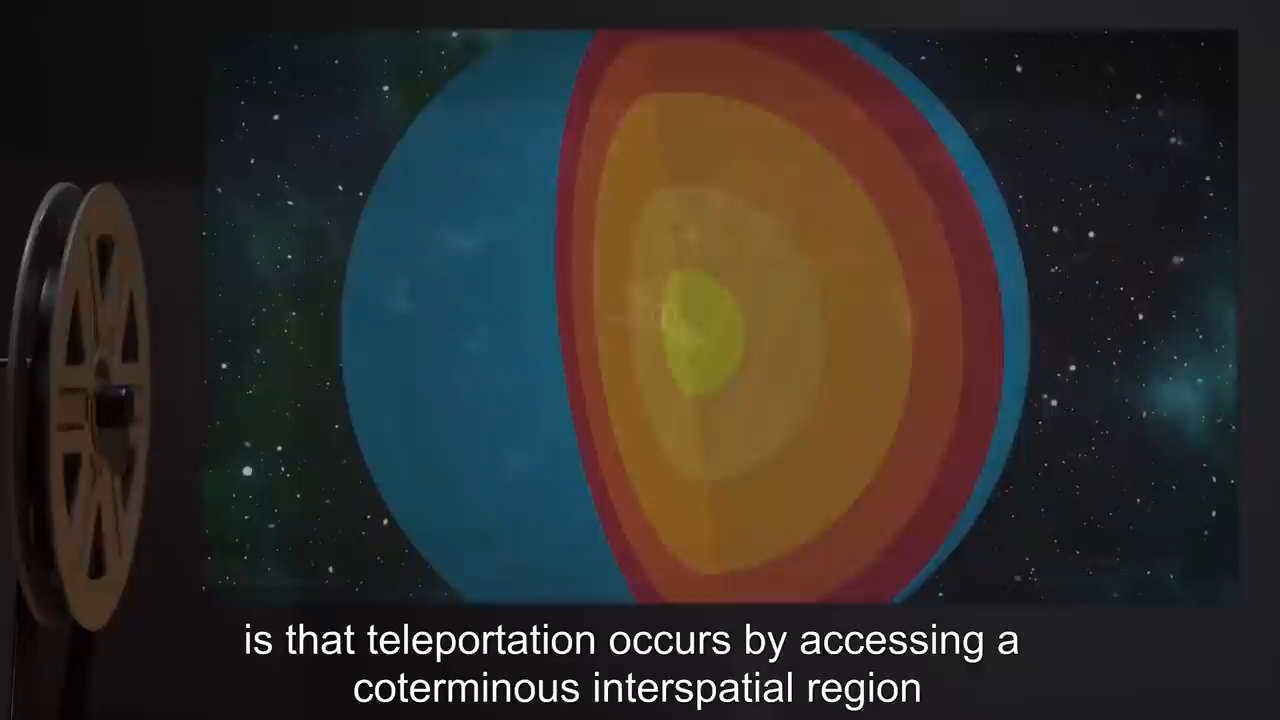 is that teleportation occurs by accessing a
coterminous interspatial region